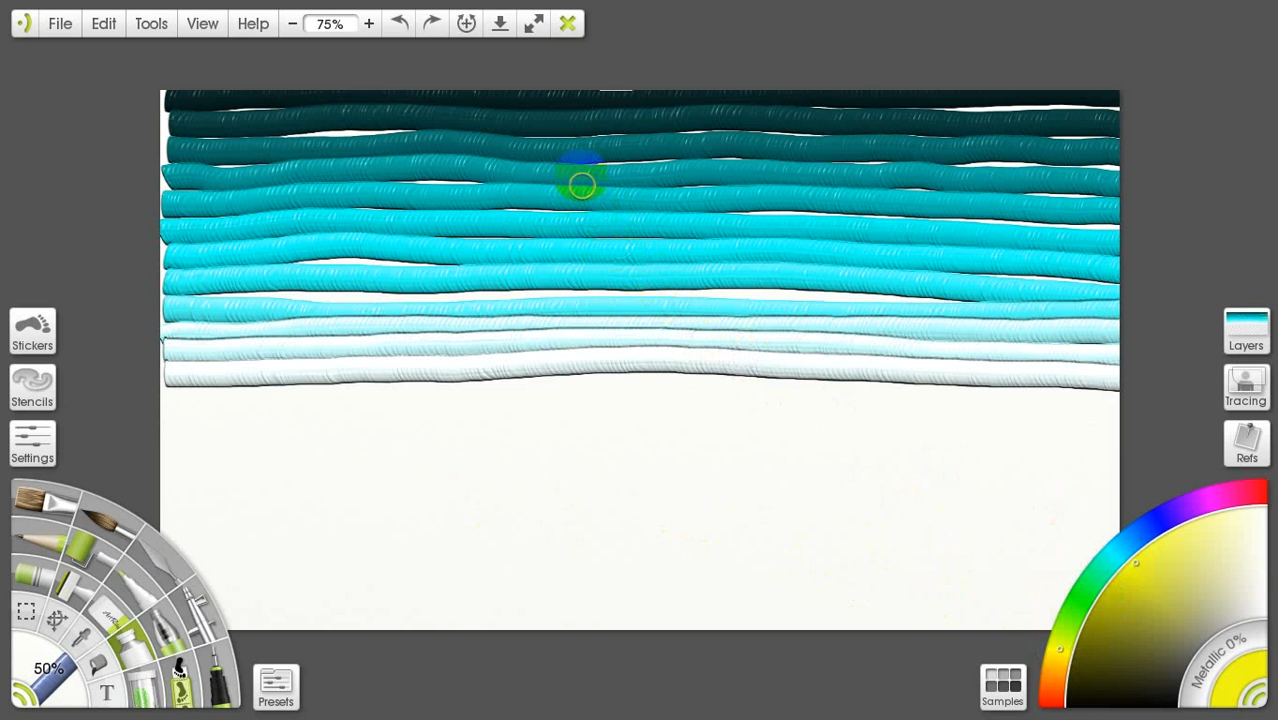 File Edit Tools View Help − 75% +
Stickers
Layers
Stencils
Tracing
Settings
Refs
50%
T
Presets
Samples
Metallic 0%